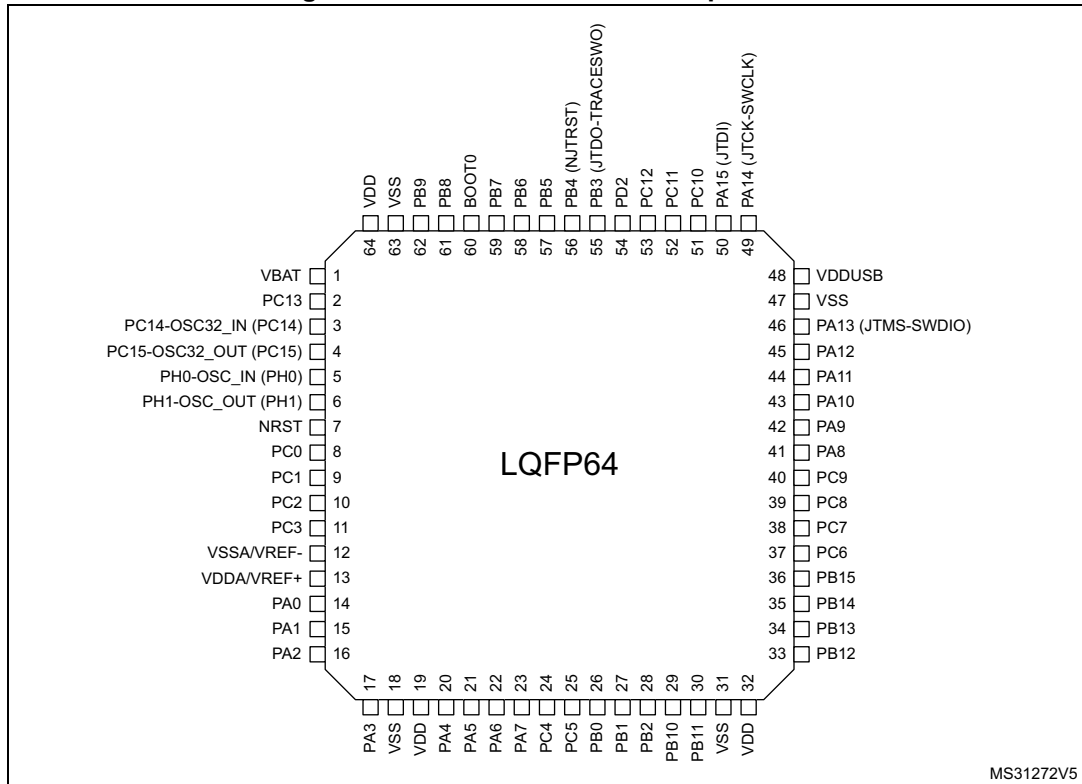 PB3 (JTDO-TRACESWO)
PB4 (NJTRST)
PA14 (JTCK-SWCLK)
PA15 (JTDI)
VDD
VSS
PB9
PB8
BOOT0
PB7
PB6
PB5
PD2
PC12
PC11
PC10
64 63 62 61 60 59 58 57 56 55 54 53 52 51 50 49
VBAT 1
PC13 2
PC14-OSC32_IN (PC14) 3
PC15-OSC32_OUT (PC15) 4
PH0-OSC_IN (PH0) 5
PH1-OSC_OUT (PH1) 6
NRST 7
PC0 8
PC1 9
PC2 10
PC3 11
VSSA/VREF- 12
VDDA/VREF+ 13
PA0 14
PA1 15
PA2 16
LQFP64
48 VDDUSB
47 VSS
46 PA13 (JTMS-SWDIO)
45 PA12
44 PA11
43 PA10
42 PA9
41 PA8
40 PC9
39 PC8
38 PC7
37 PC6
36 PB15
35 PB14
34 PB13
33 PB12
17 18 19 20 21 22 23 24 25 26 27 28 29 30 31 32
PA3
VSS
VDD
PA4
PA5
PA6
PA7
PC4
PC5
PB0
PB1
PB2
PB10
PB11
VSS
VDD
MS31272V5